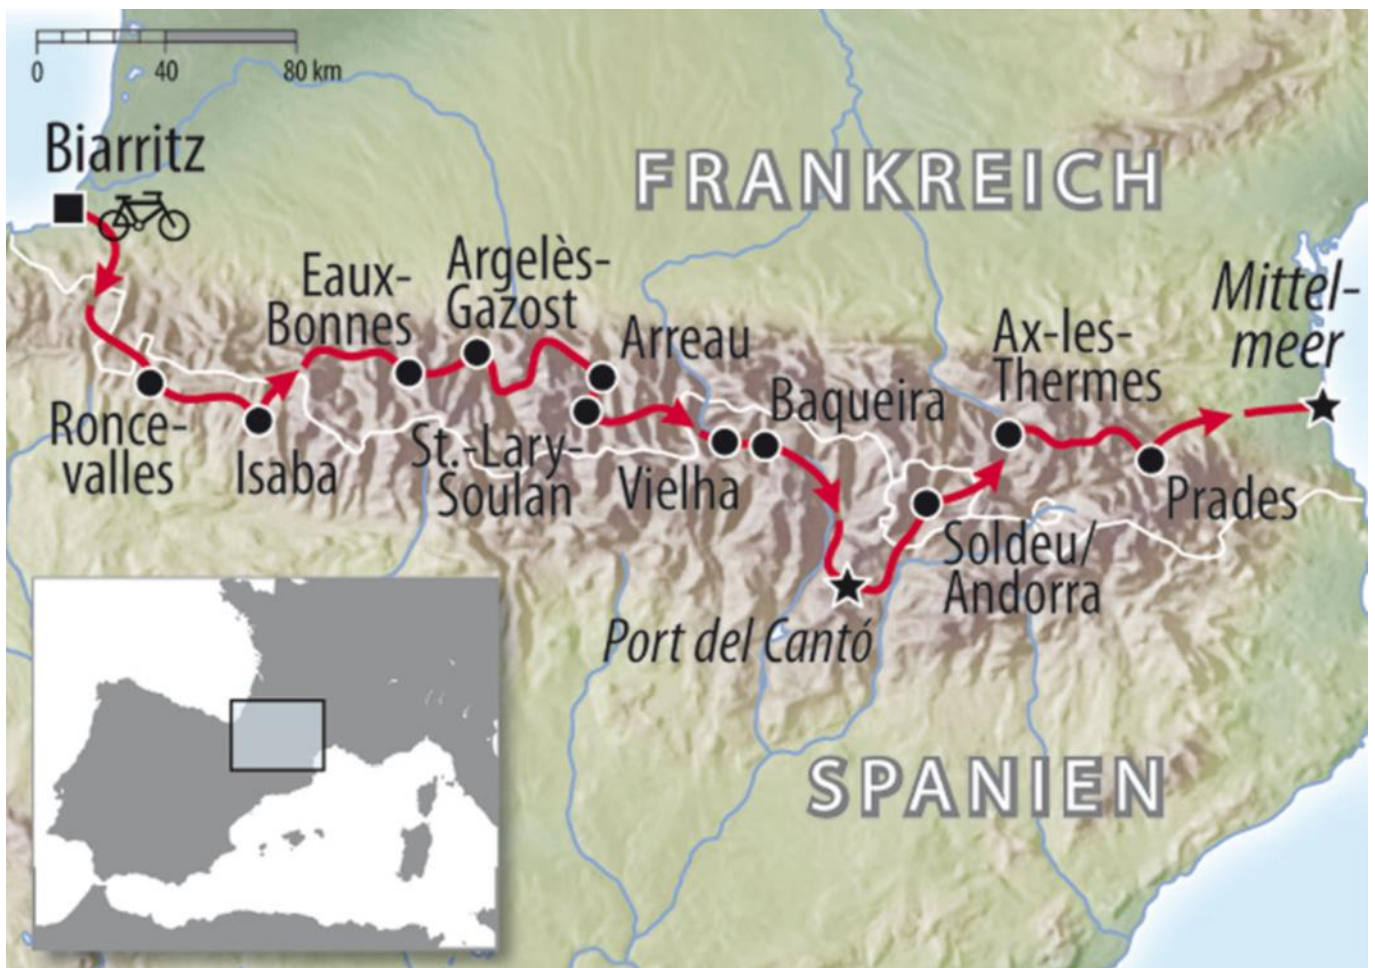 0 40 80 km
Biarritz
FRANKREICH
Eaux-
Bonnes
Argelès-
Gazost
Arreau
Mittel-
meer
Ax-les-
Thermes
Baqueira
Ronce-
valles
Isaba
St.-Lary-
Soulan
Vielha
Prades
Soldeu/
Andorra
Port del Cantó
SPANIEN